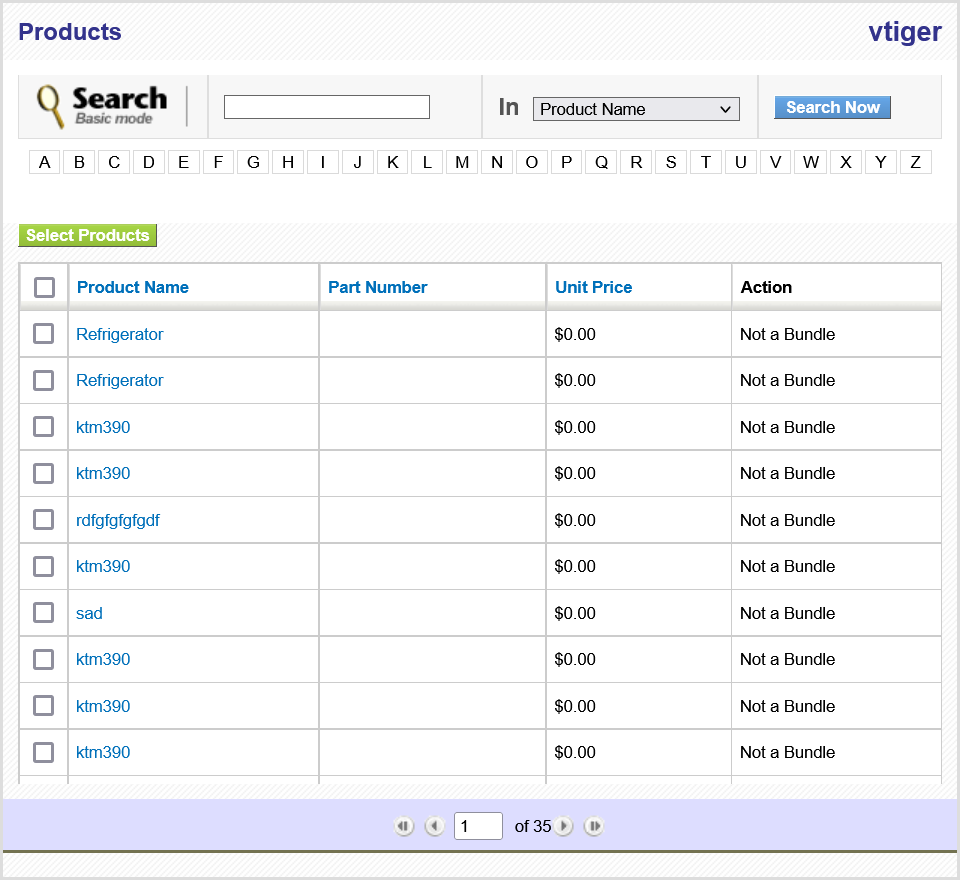 Products
vtiger
Search
Basic mode
In
Product Name
Search Now
A B C D E F G H I J K L M N O P Q R S T U V W X Y Z
Select Products
Product Name Part Number Unit Price Action
Refrigerator $0.00 Not a Bundle
Refrigerator $0.00 Not a Bundle
ktm390 $0.00 Not a Bundle
ktm390 $0.00 Not a Bundle
rdfgfgfgfgdf $0.00 Not a Bundle
ktm390 $0.00 Not a Bundle
sad $0.00 Not a Bundle
ktm390 $0.00 Not a Bundle
ktm390 $0.00 Not a Bundle
ktm390 $0.00 Not a Bundle
1 of 35